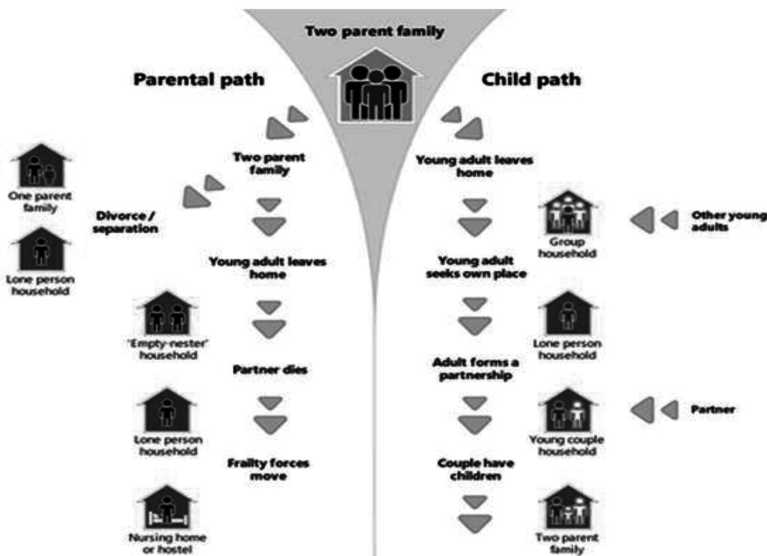 Two parent family
Parental path
Child path
Two parent
family
Young adult leaves
home
One parent
family
Divorce /
separation
Group
household
Other young
adults
Lone person
household
Young adult leaves
home
Young adult
seeks own place
'Empty-nester'
household
Lone person
household
Partner dies
Adult forms a
partnership
Lone person
household
Young couple
household
Partner
Frailty forces
move
Couple have
children
Nursing home
or hostel
Two parent
family